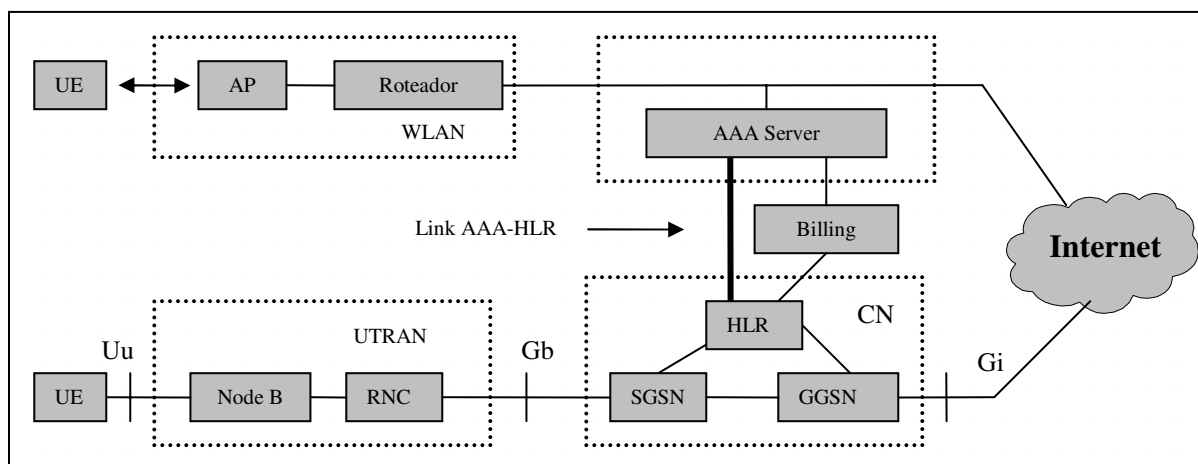 UE
AP
Roteador
WLAN
AAA Server
Link AAA-HLR
Billing
Internet
HLR
CN
UTRAN
Uu
Gb
Gi
UE
Node B
RNC
SGSN
GGSN